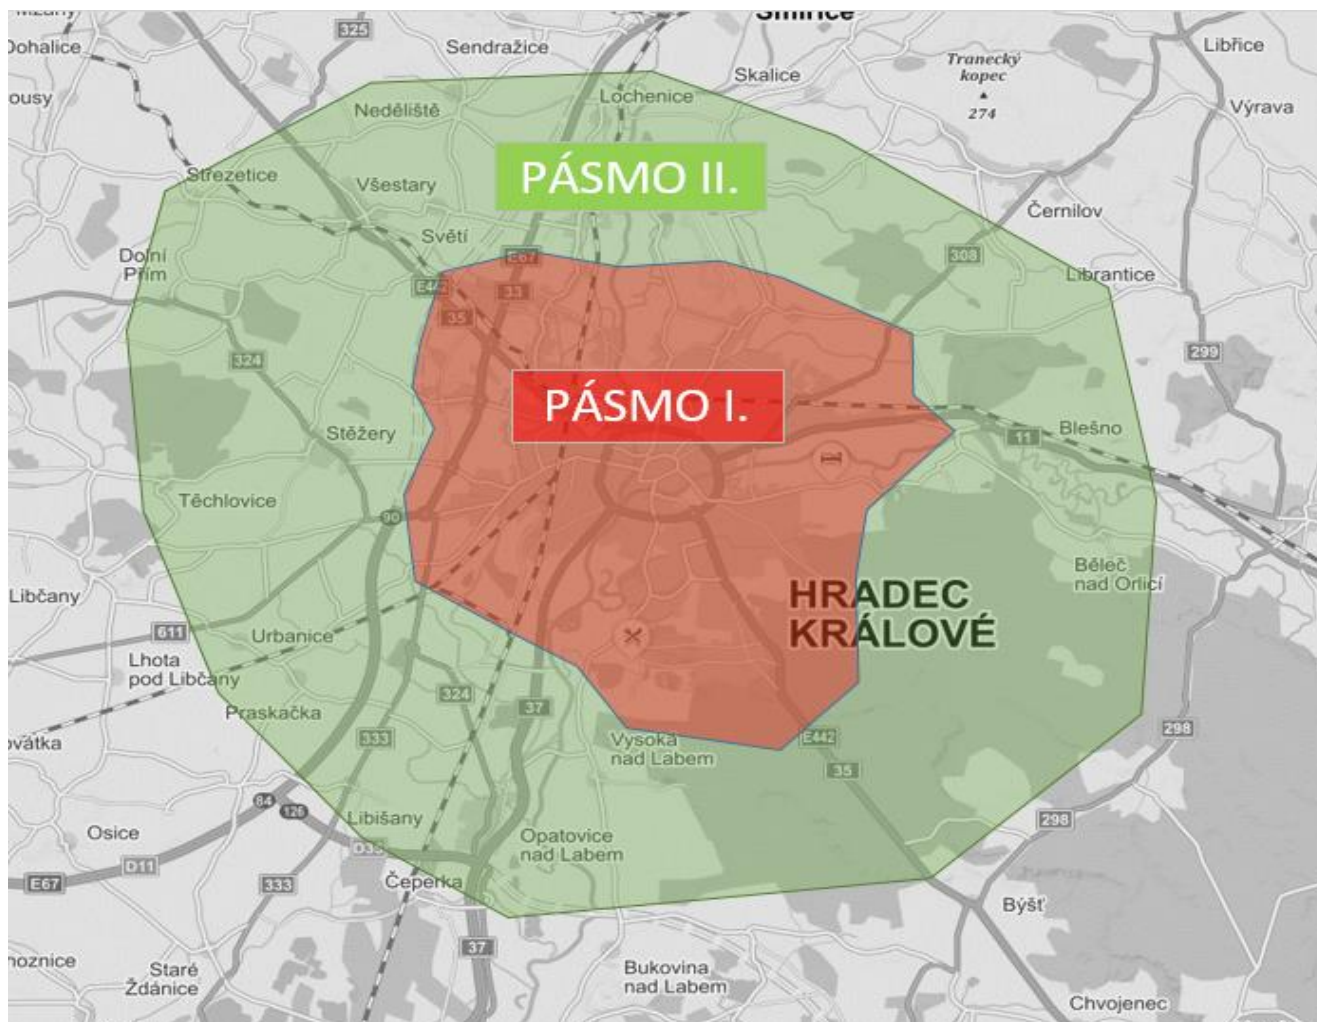 Smiřice
325
Dohalice
Sendražice
Libřice
Tranecký
kopec
274
Skalice
Lochenice
Neděliště
Výrava
PÁSMO II.
Střezetice
Všestary
Černilov
Světí
Dolní
Přím
E67
308
Librantice
E442
33
35
324
299
PÁSMO I.
Stěžery
11
Blešno
Těchlovice
90
Běleč
nad Orlicí
HRADEC
KRÁLOVÉ
Libčany
611
Urbanice
Lhota
pod Libčany
324
37
Praskačka
333
Vysoká
nad Labem
E442
298
35
84
126
Libišany
298
Osice
Opatovice
nad Labem
D35
D11
E67
333
Čeperka
Býšť
37
Staré
Ždánice
Bukovina
nad Labem
Chvojenec